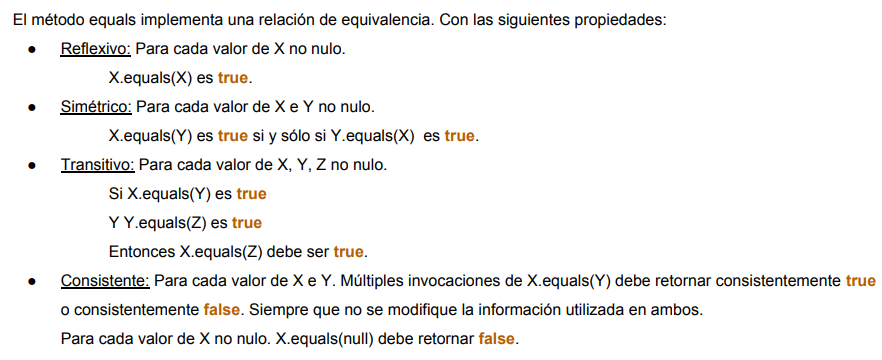 El método equals implementa una relación de equivalencia. Con las siguientes propiedades:
● Reflexivo: Para cada valor de X no nulo.
X.equals(X) es true.
● Simétrico: Para cada valor de X e Y no nulo.
X.equals(Y) es true si y sólo si Y.equals(X) es true.
● Transitivo: Para cada valor de X, Y, Z no nulo.
Si X.equals(Y) es true
Y Y.equals(Z) es true
Entonces X.equals(Z) debe ser true.
● Consistente: Para cada valor de X e Y. Múltiples invocaciones de X.equals(Y) debe retornar consistentemente true
o consistentemente false. Siempre que no se modifique la información utilizada en ambos.
Para cada valor de X no nulo. X.equals(null) debe retornar false.